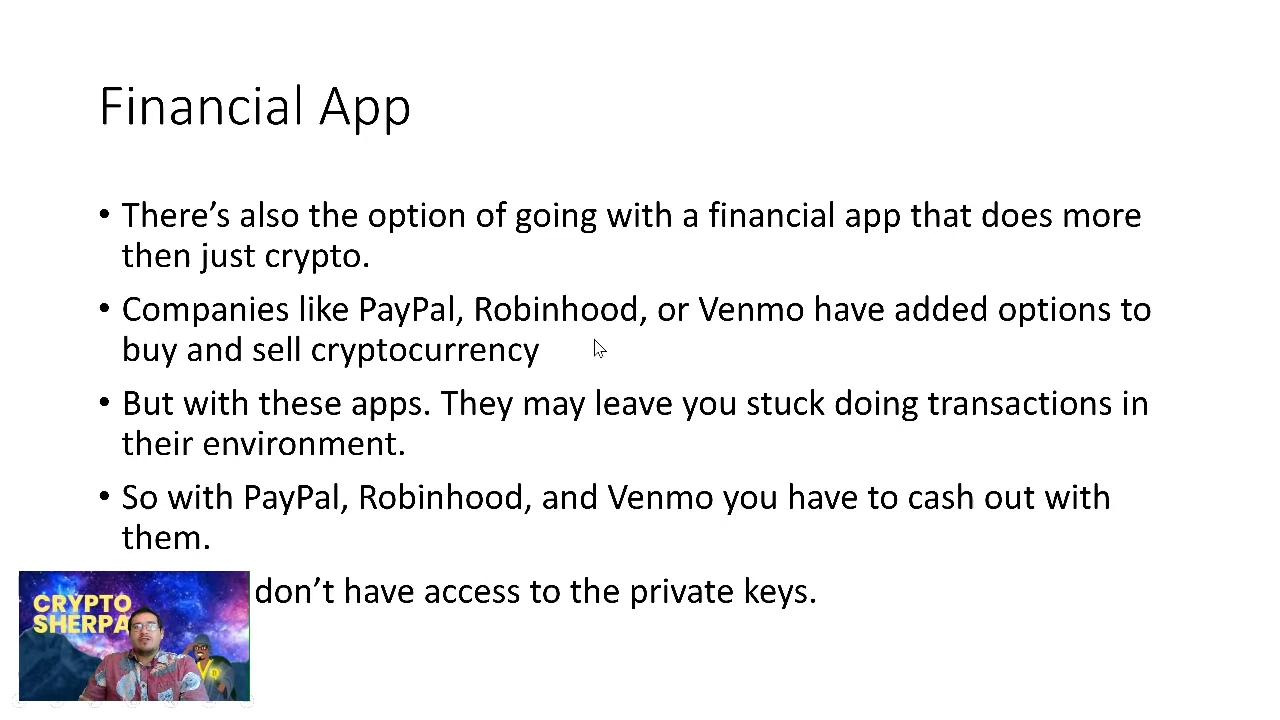 Financial App
• There's also the option of going with a financial app that does more
then just crypto.
• Companies like PayPal, Robinhood, or Venmo have added options to
buy and sell cryptocurrency
• But with these apps. They may leave you stuck doing transactions in
their environment.
• So with PayPal, Robinhood, and Venmo you have to cash out with
them.
don't have access to the private keys.
CRYPTO
SHERPA